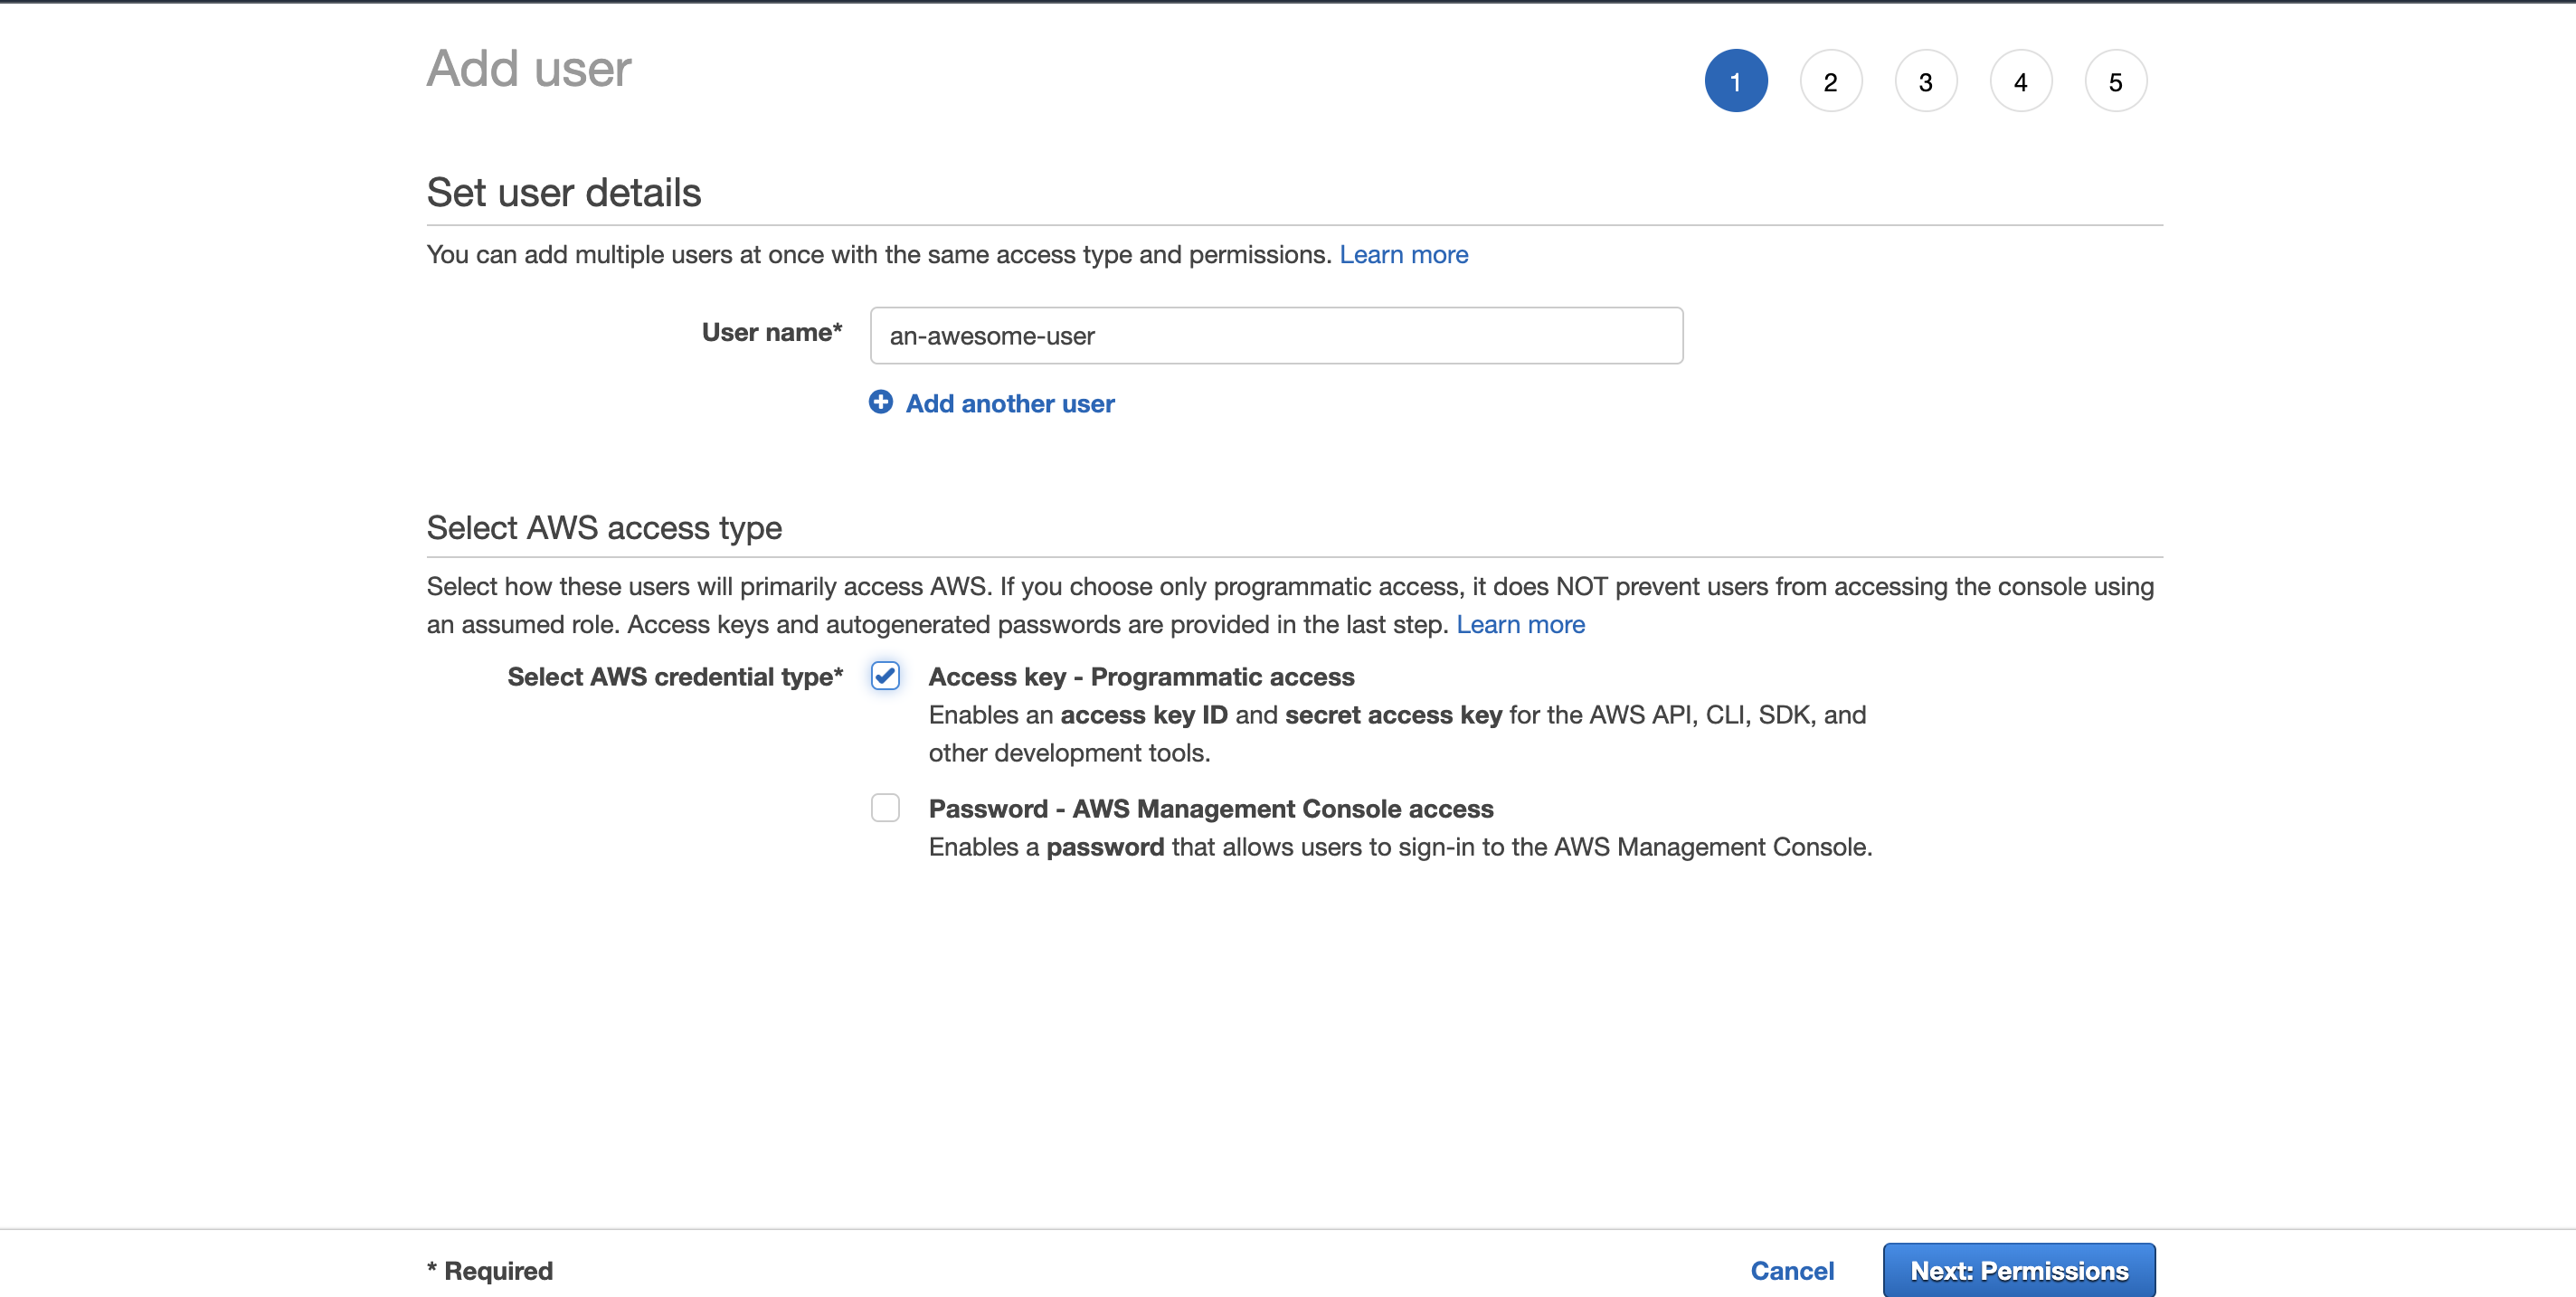 Add user
1 2 3 4 5
Set user details
You can add multiple users at once with the same access type and permissions. Learn more
User name* an-awesome-user
Add another user
Select AWS access type
Select how these users will primarily access AWS. If you choose only programmatic access, it does NOT prevent users from accessing the console using
an assumed role. Access keys and autogenerated passwords are provided in the last step. Learn more
Select AWS credential type* Access key - Programmatic access
Enables an access key ID and secret access key for the AWS API, CLI, SDK, and
other development tools.
Password - AWS Management Console access
Enables a password that allows users to sign-in to the AWS Management Console.
* Required Cancel Next: Permissions